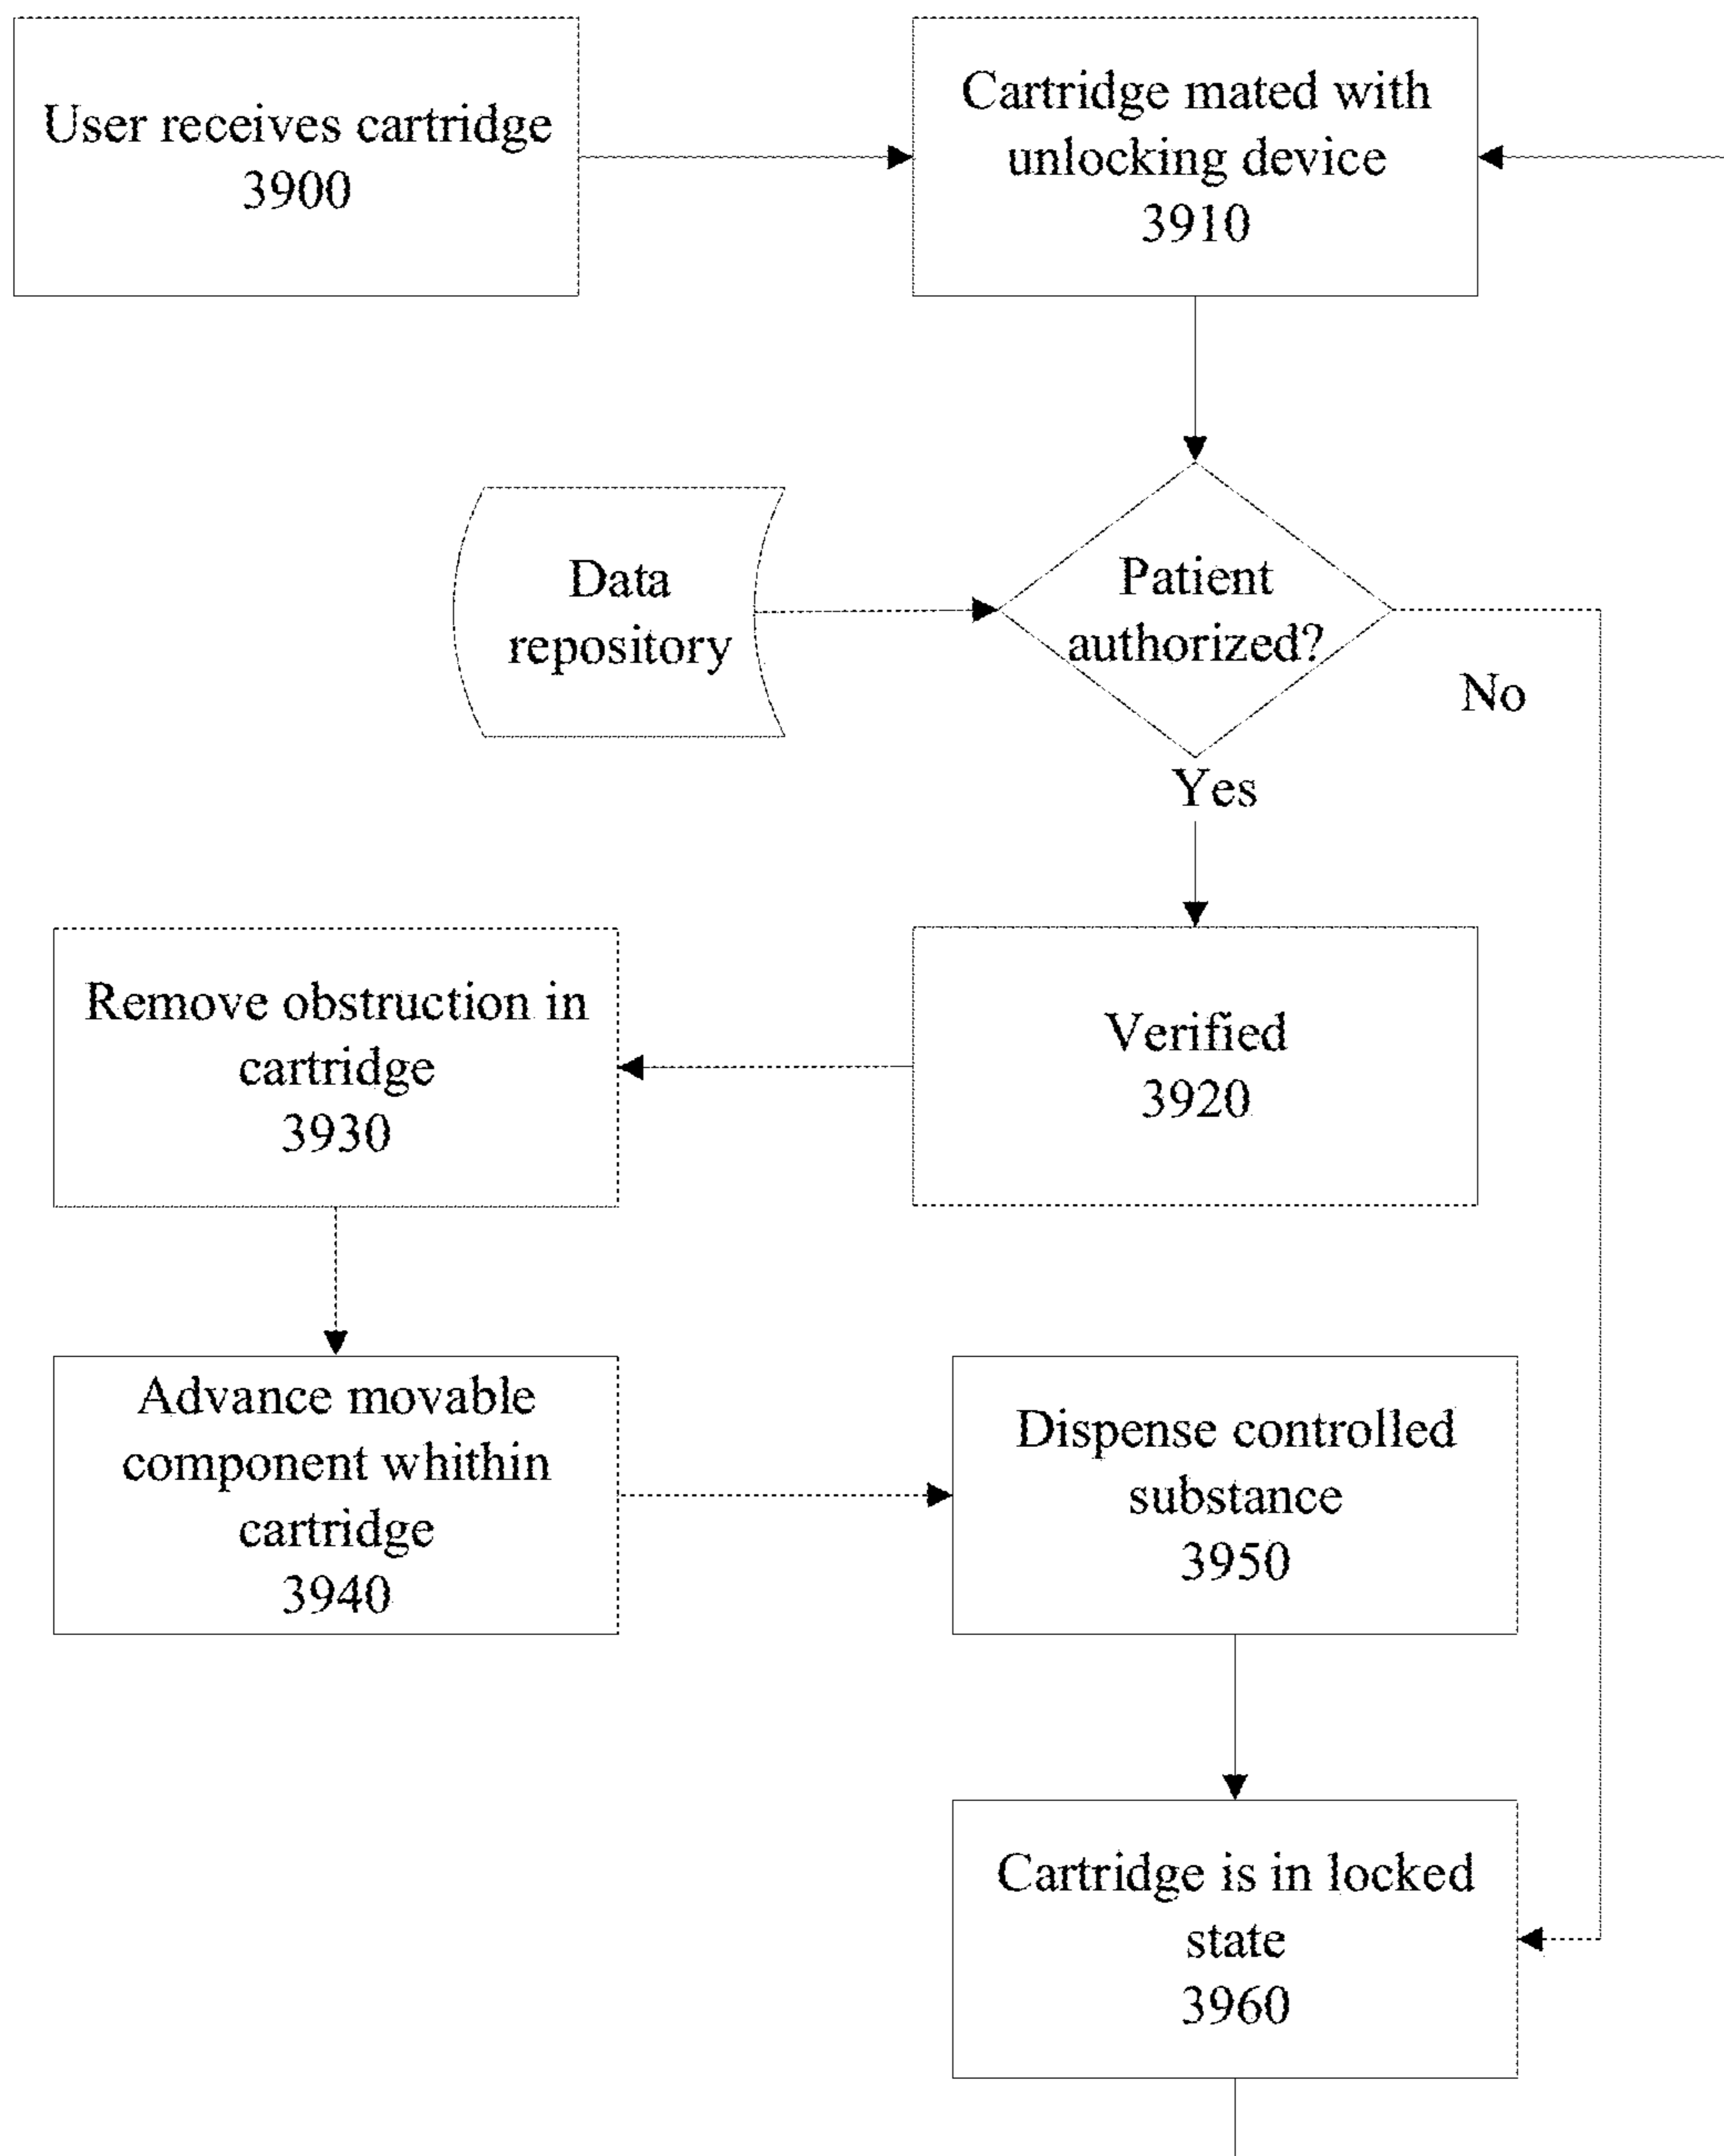 User receives cartridge
3900
Cartridge mated with
unlocking device
3910
Data
repository
Patient
authorized?
No
Yes
Remove obstruction in
cartridge
3930
Verified
3920
Advance movable
component whithin
cartridge
3940
Dispense controlled
substance
3950
Cartridge is in locked
state
3960